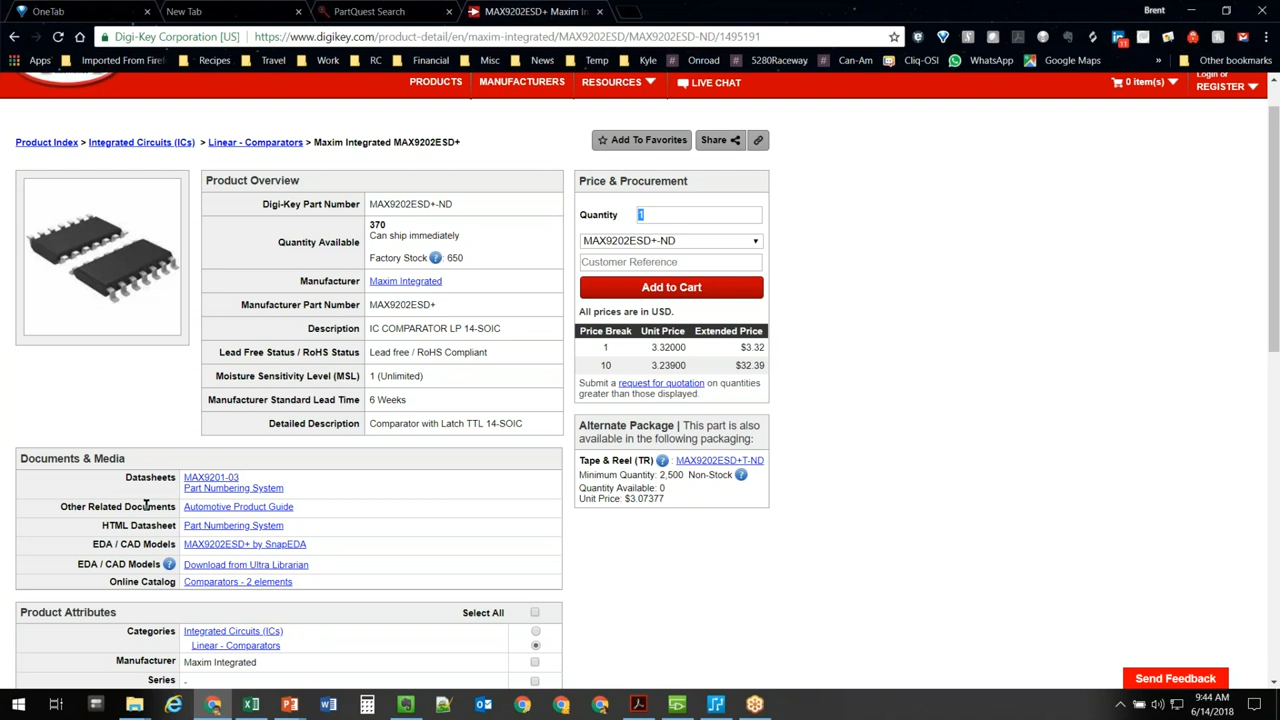 OneTab
New Tab
PartQuest Search
MAX9202ESD+ Maxim In
Brent
Digi-Key Corporation [US]
https://www.digikey.com/product-detail/en/maxim-integrated/MAX9202ESD/MAX9202ESD-ND/1495191
Apps
Imported From Firef
Recipes
Travel
Work
RC
Financial
Misc
News
Temp
Kyle
Onroad
5280Raceway
Can-Am
Cliq-OSI
WhatsApp
Google Maps
»
Other bookmarks
PRODUCTS
MANUFACTURERS
RESOURCES
LIVE CHAT
0 item(s)
Login or
REGISTER
Product Index > Integrated Circuits (ICs) > Linear - Comparators > Maxim Integrated MAX9202ESD+
Add To Favorites
Share
Product Overview
Digi-Key Part Number MAX9202ESD+-ND
Quantity Available
370
Can ship immediately
Factory Stock ? : 650
Manufacturer Maxim Integrated
Manufacturer Part Number MAX9202ESD+
Description IC COMPARATOR LP 14-SOIC
Lead Free Status / RoHS Status Lead free / RoHS Compliant
Moisture Sensitivity Level (MSL) 1 (Unlimited)
Manufacturer Standard Lead Time 6 Weeks
Detailed Description Comparator with Latch TTL 14-SOIC
Price & Procurement
Quantity 1
MAX9202ESD+-ND
Customer Reference
Add to Cart
All prices are in USD.
Price Break Unit Price Extended Price
1 3.32000 $3.32
10 3.23900 $32.39
Submit a request for quotation on quantities
greater than those displayed.
Alternate Package | This part is also
available in the following packaging:
Tape & Reel (TR) ? : MAX9202ESD+T-ND
Minimum Quantity: 2,500 Non-Stock ?
Quantity Available: 0
Unit Price: $3.07377
Documents & Media
Datasheets MAX9201-03
Part Numbering System
Other Related Documents Automotive Product Guide
HTML Datasheet Part Numbering System
EDA / CAD Models MAX9202ESD+ by SnapEDA
EDA / CAD Models ? Download from Ultra Librarian
Online Catalog Comparators - 2 elements
Product Attributes
Select All
Categories Integrated Circuits (ICs)
Linear - Comparators
Manufacturer Maxim Integrated
Series -
Send Feedback
9:44 AM
6/14/2018